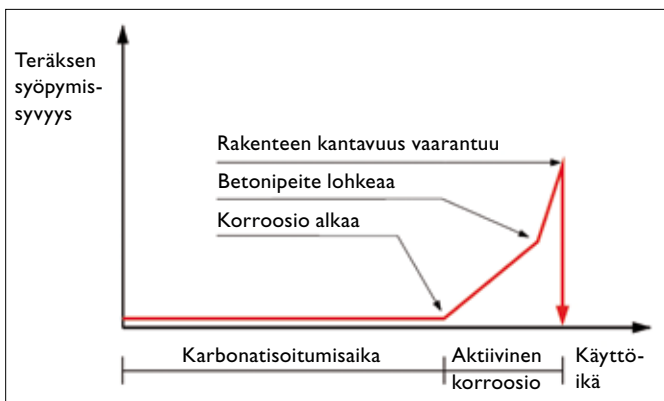 Teräksen
syöpymis-
syvyys
Rakenteen kantavuus vaarantuu
Betonipeite lohkeaa
Korroosio alkaa
Karbonatisoitumisaika
Aktiivinen
korroosio
Käyttö-
ikä